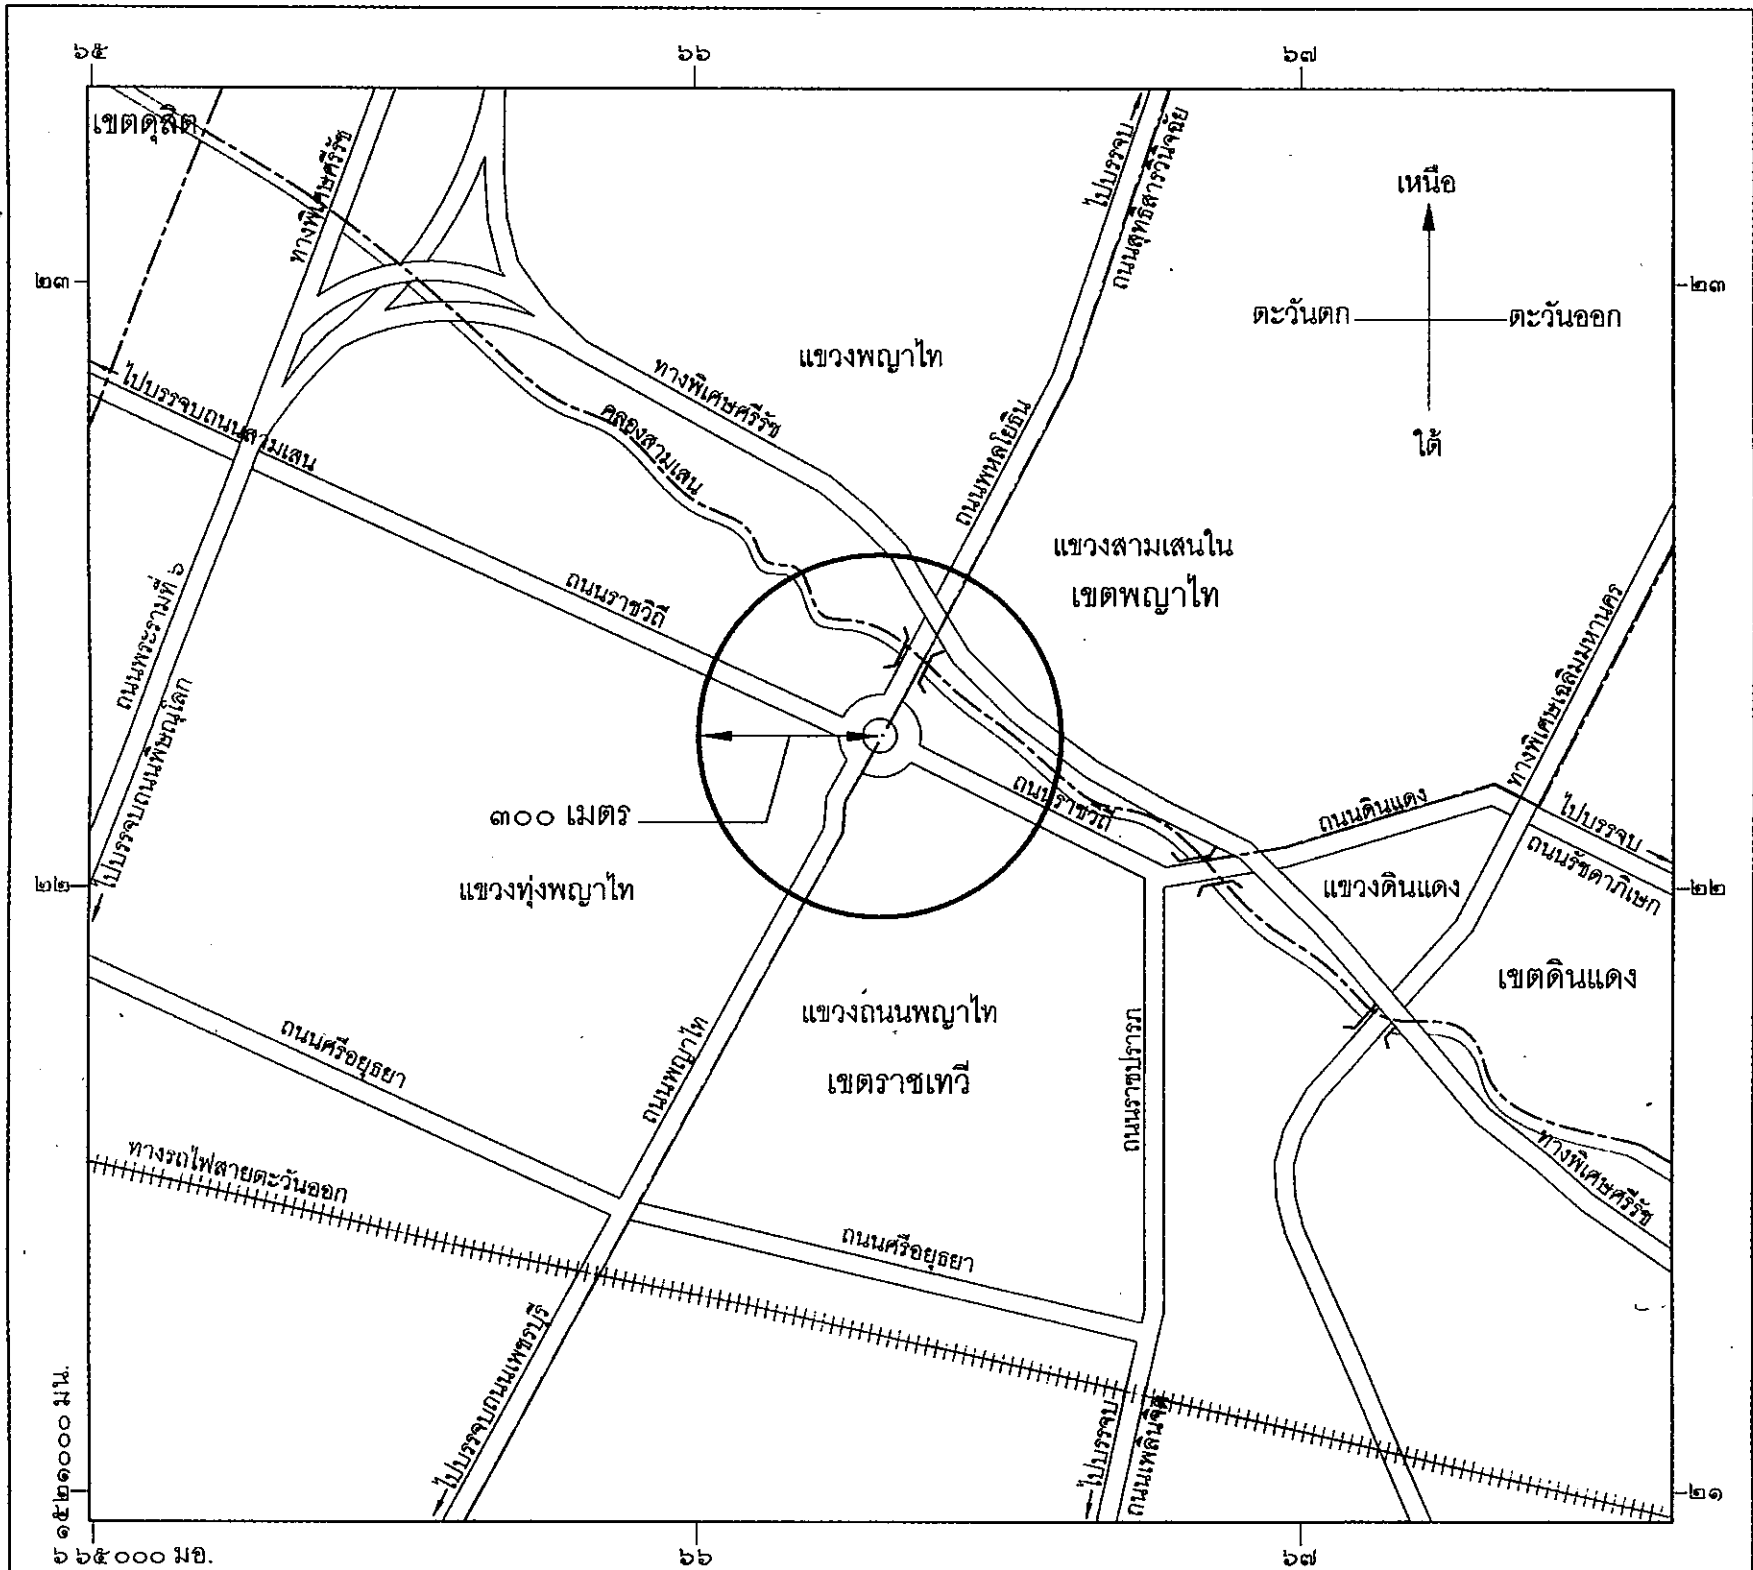 ๖๕
๖๖
๖๗
เขตดุสิต
ทางพิเศษศรีรัช
ไปบรรจบ
ถนนสุทธิสารวินิจฉัย
เหนือ
๒๓
๒๓
ตะวันตก
ตะวันออก
แขวงพญาไท
ทางพิเศษศรีรัช
ไปบรรจบถนนสามเสน
คลองสามเสน
ถนนพหลโยธิน
ใต้
แขวงสามเสนใน
เขตพญาไท
ถนนราชวิถี
ถนนพระรามที่ ๖
ไปบรรจบถนนพิษณุโลก
ทางพิเศษเฉลิมมหานคร
๓๐๐ เมตร
ถนนราชวิถี
ถนนดินแดง
ไปบรรจบ
ถนนรัชดาภิเษก
๒๒
แขวงทุ่งพญาไท
แขวงดินแดง
๒๒
เขตดินแดง
แขวงถนนพญาไท
เขตราชเทวี
ถนนศรีอยุธยา
ถนนพญาไท
ถนนราชปรารภ
ทางรถไฟสายตะวันออก
ทางพิเศษศรีรัช
ถนนศรีอยุธยา
ไปบรรจบถนนเพชรบุรี
ไปบรรจบ
ถนนเพลินจิต
๑๕๒๑๐๐๐ มน.
๒๑
๖๖๕๐๐๐ มอ.
๖๖
๖๗